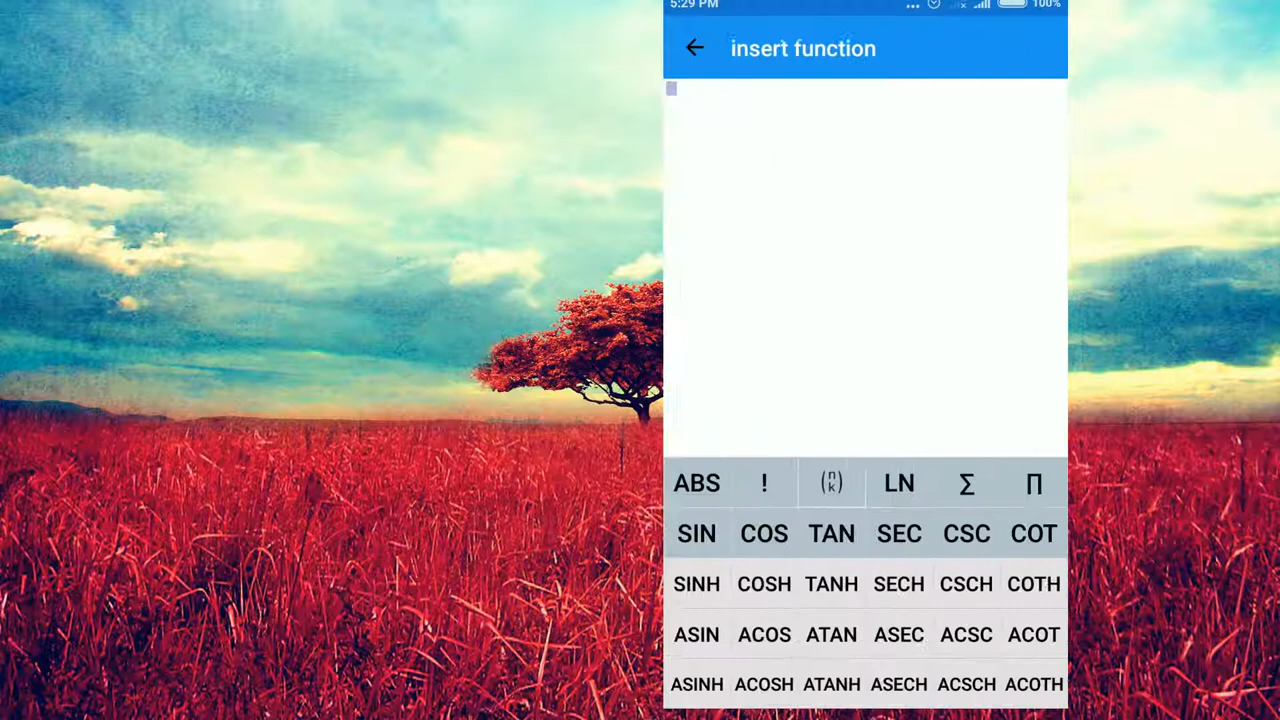 5:29 PM 100%
insert function
ABS ! (n k) LN Σ Π
SIN COS TAN SEC CSC COT
SINH COSH TANH SECH CSCH COTH
ASIN ACOS ATAN ASEC ACSC ACOT
ASINH ACOSH ATANH ASECH ACSCH ACOTH